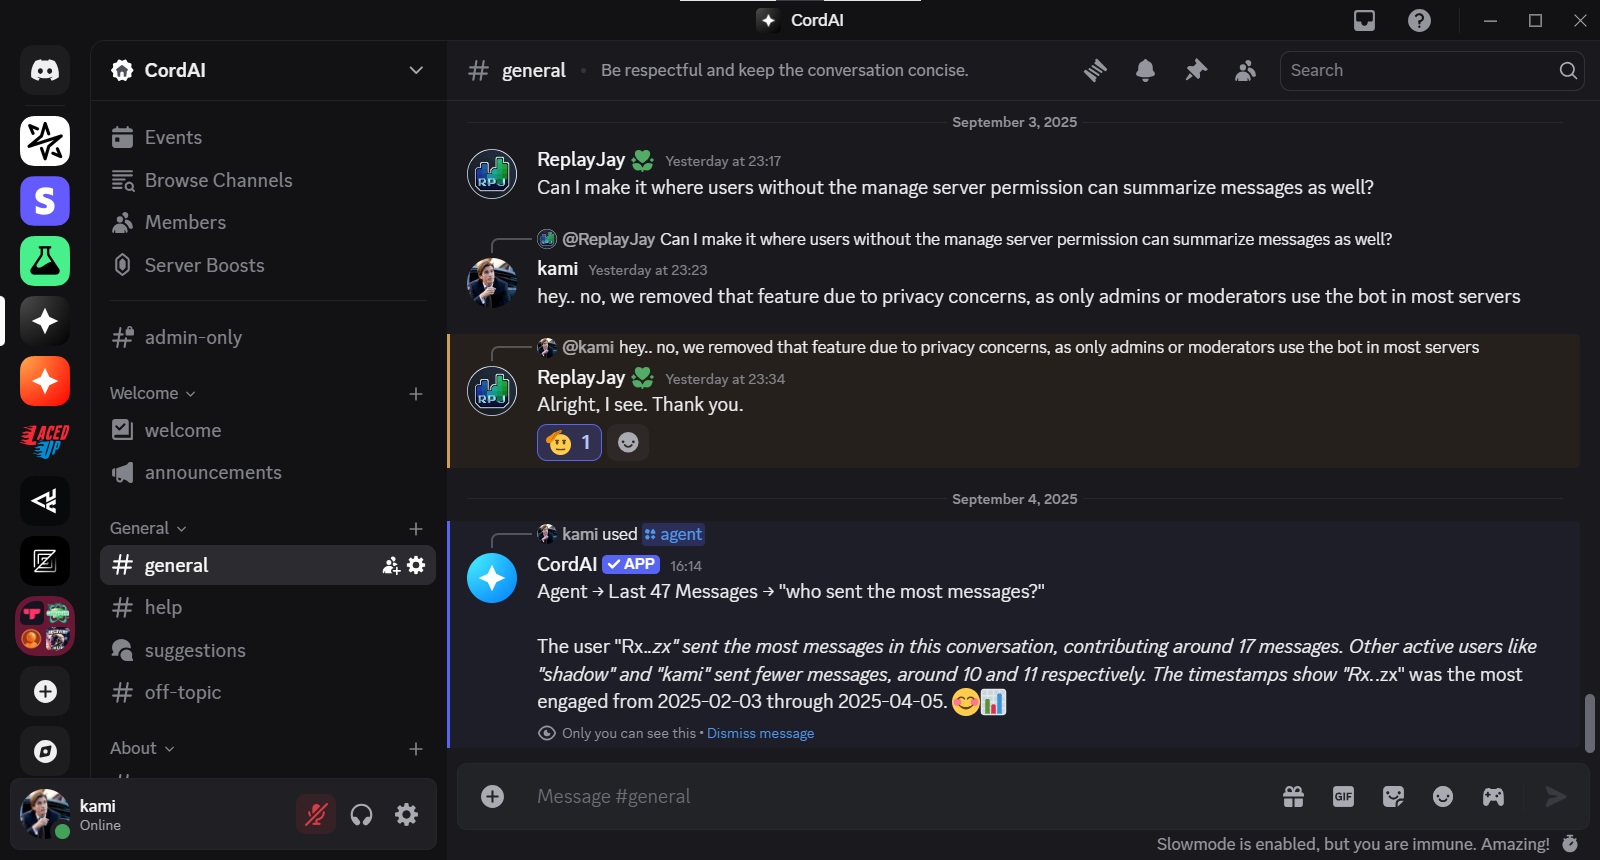 CordAI
CordAI
Events
Browse Channels
Members
Server Boosts
admin-only
Welcome
welcome
announcements
General
general
help
suggestions
off-topic
About
kami
Online
S
LACED UP
general • Be respectful and keep the conversation concise.
Search
September 3, 2025
ReplayJay Yesterday at 23:17
RPJ
Can I make it where users without the manage server permission can summarize messages as well?
@ReplayJay Can I make it where users without the manage server permission can summarize messages as well?
kami Yesterday at 23:23
hey.. no, we removed that feature due to privacy concerns, as only admins or moderators use the bot in most servers
@kami hey.. no, we removed that feature due to privacy concerns, as only admins or moderators use the bot in most servers
ReplayJay Yesterday at 23:34
RPJ
Alright, I see. Thank you.
1
September 4, 2025
kami used agent
CordAI ✓ APP 16:14
Agent → Last 47 Messages → "who sent the most messages?"
The user "Rx..zx" sent the most messages in this conversation, contributing around 17 messages. Other active users like
"shadow" and "kami" sent fewer messages, around 10 and 11 respectively. The timestamps show "Rx..zx" was the most
engaged from 2025-02-03 through 2025-04-05. 😊📊
Only you can see this • Dismiss message
Message #general
GIF
Slowmode is enabled, but you are immune. Amazing!